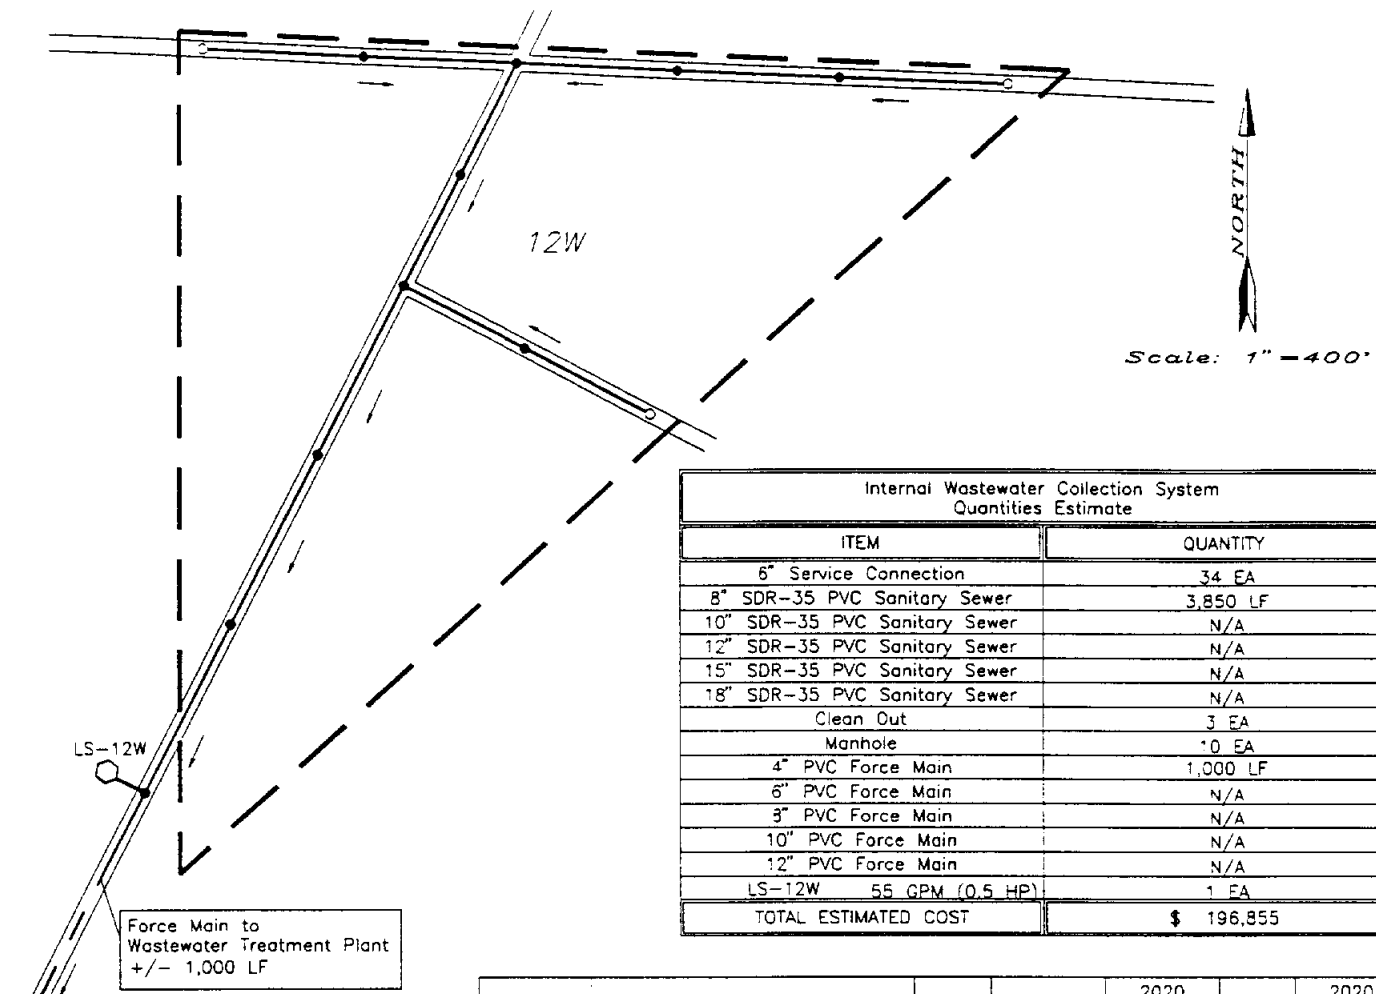 12W
NORTH
Scale: 1"=400'
LS-12W
Force Main to
Wastewater Treatment Plant
+/- 1,000 LF
Internal Wastewater Collection System
Quantities Estimate
ITEM QUANTITY
6" Service Connection 34 EA
8" SDR-35 PVC Sanitary Sewer 3,850 LF
10" SDR-35 PVC Sanitary Sewer N/A
12" SDR-35 PVC Sanitary Sewer N/A
15" SDR-35 PVC Sanitary Sewer N/A
18" SDR-35 PVC Sanitary Sewer N/A
Clean Out 3 EA
Manhole 10 EA
4" PVC Force Main 1,000 LF
6" PVC Force Main N/A
8" PVC Force Main N/A
10" PVC Force Main N/A
12" PVC Force Main N/A
LS-12W 55 GPM (0.5 HP) 1 EA
TOTAL ESTIMATED COST $ 196,855
2020 2020